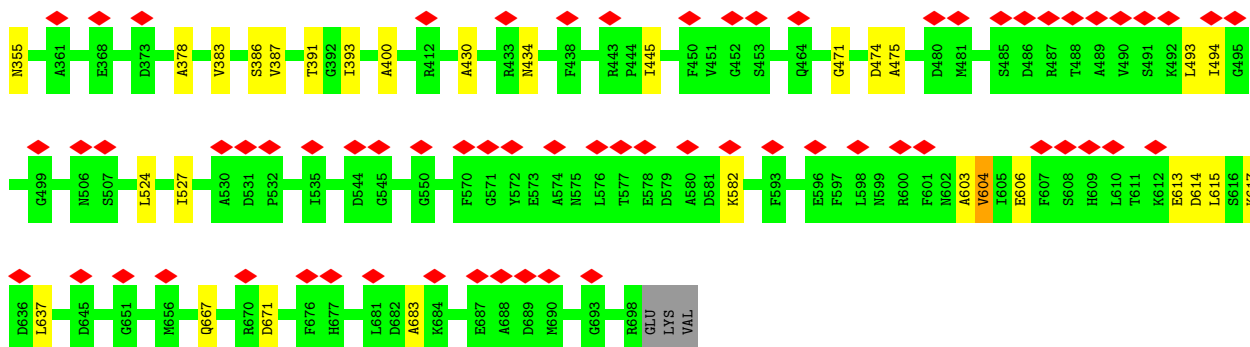 N355 A361 E368 D373 A378 V383 S386 V387 T391 G392 I393 A400 R412 A430 R433 N434 F438 R443 P444 I445 F450 V451 G452 S453 Q464 G471 D474 A475 D480 M481 S485 D486 R487 T488 A489 V490 S491 K492 L493 I494 G495
G499 N506 S507 L524 I527 A530 D531 P532 I535 D544 G545 G550 F570 G571 Y572 E573 A574 N575 L576 T577 E578 D579 A580 D581 K582 F593 E596 F597 L598 N599 R600 F601 N602 A603 V604 I605 E606 F607 S608 H609 L610 T611 K612 E613 D614 L615 S616 K617
D636 L637 D645 G651 M656 Q667 R670 D671 F676 H677 L681 D682 A683 K684 E687 A688 D689 M690 G693 R698 GLU LYS VAL